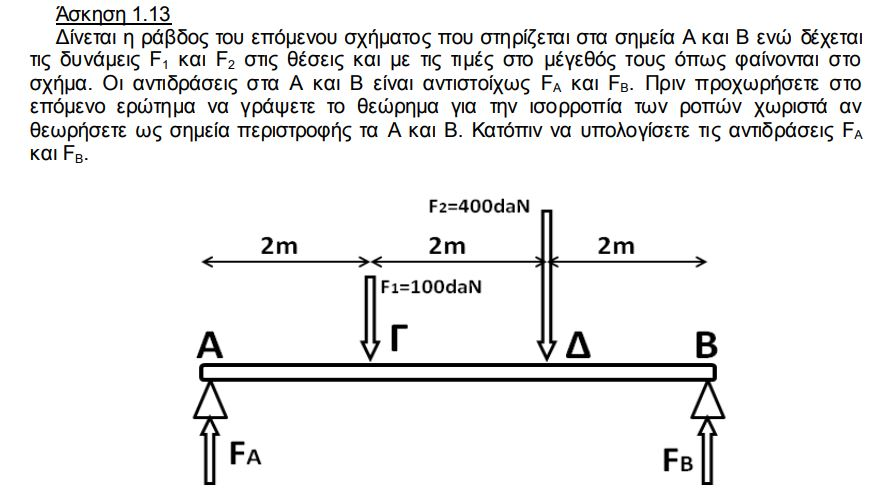 Άσκηση 1.13
Δίνεται η ράβδος του επόμενου σχήματος που στηρίζεται στα σημεία Α και Β ενώ δέχεται
τις δυνάμεις F1 και F2 στις θέσεις και με τις τιμές στο μέγεθός τους όπως φαίνονται στο
σχήμα. Οι αντιδράσεις στα Α και Β είναι αντιστοίχως FA και FB. Πριν προχωρήσετε στο
επόμενο ερώτημα να γράψετε το θεώρημα για την ισορροπία των ροπών χωριστά αν
θεωρήσετε ως σημεία περιστροφής τα Α και Β. Κατόπιν να υπολογίσετε τις αντιδράσεις FA
και FB.
F2=400daN
2m 2m 2m
F1=100daN
Α Γ Δ Β
FA FB